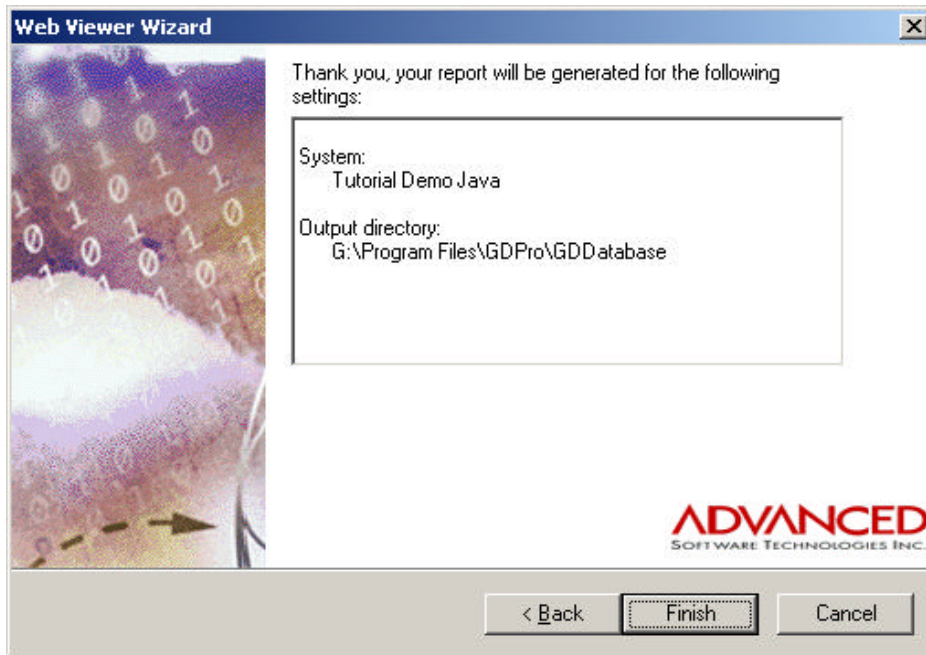 Web Viewer Wizard
Thank you, your report will be generated for the following
settings:
System:
Tutorial Demo Java
Output directory:
G:\Program Files\GDPro\GDDatabase
ADVANCED
SOFTWARE TECHNOLOGIES INC.
< Back
Finish
Cancel